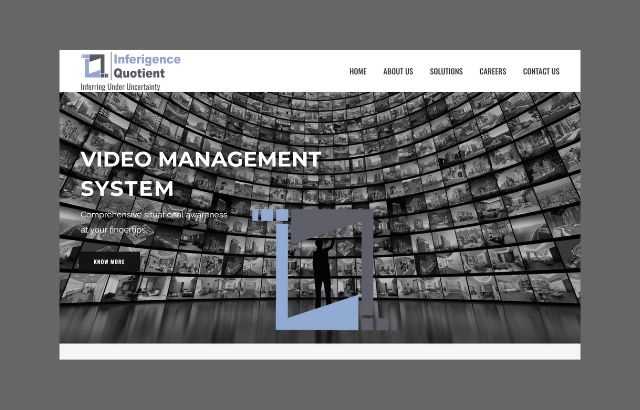 Inferigence
Quotient
Inferring Under Uncertainty
HOME ABOUT US SOLUTIONS CAREERS CONTACT US
VIDEO MANAGEMENT
SYSTEM
Comprehensive situational awareness
at your fingertips.
KNOW MORE